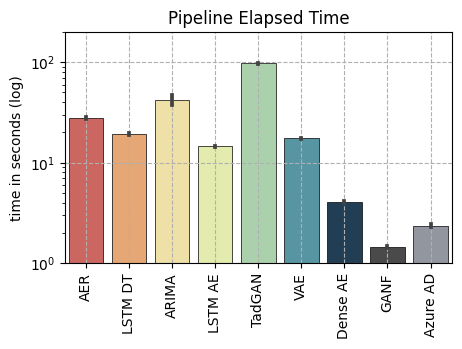 Pipeline Elapsed Time
time in seconds (log)
10²
10¹
10⁰
AER
LSTM DT
ARIMA
LSTM AE
TadGAN
VAE
Dense AE
GANF
Azure AD